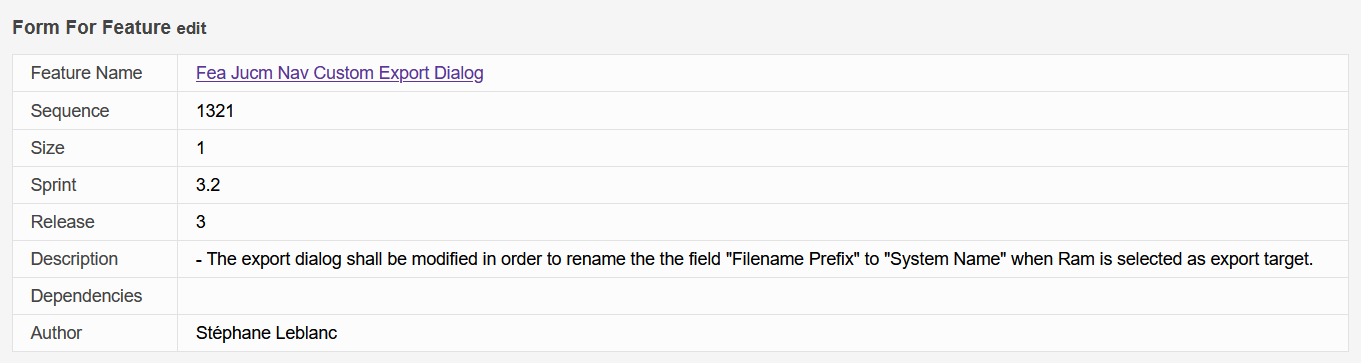 Form For Feature edit
Feature Name Fea Jucm Nav Custom Export Dialog
Sequence 1321
Size 1
Sprint 3.2
Release 3
Description - The export dialog shall be modified in order to rename the the field "Filename Prefix" to "System Name" when Ram is selected as export target.
Dependencies
Author Stéphane Leblanc